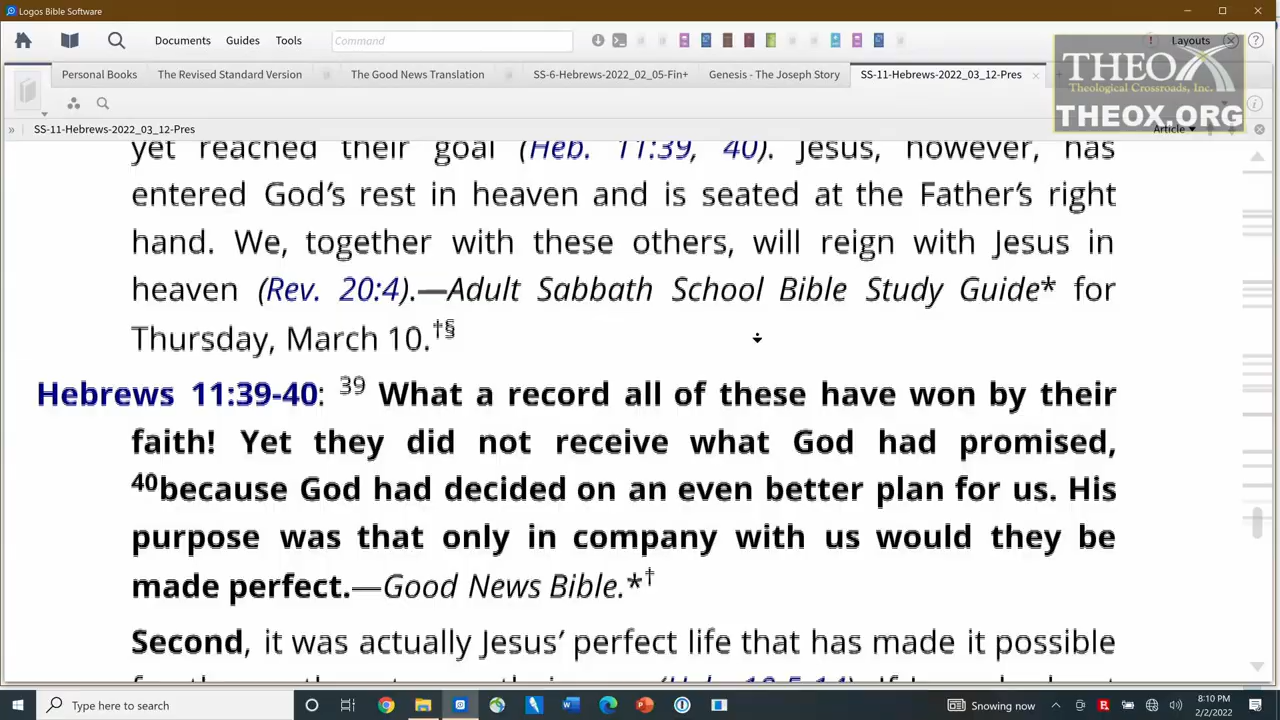 Logos Bible Software
Documents Guides Tools Command Layouts
Personal Books The Revised Standard Version The Good News Translation SS-6-Hebrews-2022_02_05-Fin+ Genesis - The Joseph Story SS-11-Hebrews-2022_03_12-Pres
THEOX
Theological Crossroads, Inc.
THEOX.ORG
SS-11-Hebrews-2022_03_12-Pres Article
yet reached their goal (Heb. 11:39, 40). Jesus, however, has
entered God's rest in heaven and is seated at the Father's right
hand. We, together with these others, will reign with Jesus in
heaven (Rev. 20:4).—Adult Sabbath School Bible Study Guide* for
Thursday, March 10.†§
Hebrews 11:39-40: 39 What a record all of these have won by their
faith! Yet they did not receive what God had promised,
40because God had decided on an even better plan for us. His
purpose was that only in company with us would they be
made perfect.—Good News Bible.*†
Second, it was actually Jesus’ perfect life that has made it possible
Type here to search Snowing now 8:10 PM
2/2/2022